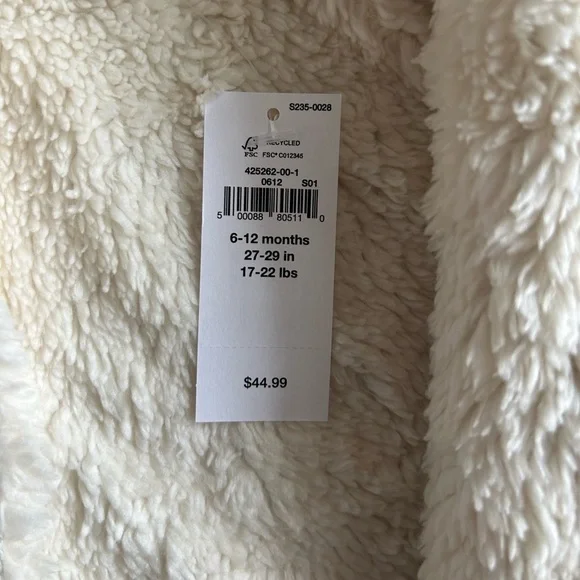 S235-0028
RECYCLED
FSC FSC® C012345
425262-00-1
0612 S01
5 00088 80511 0
6-12 months
27-29 in
17-22 lbs
$44.99